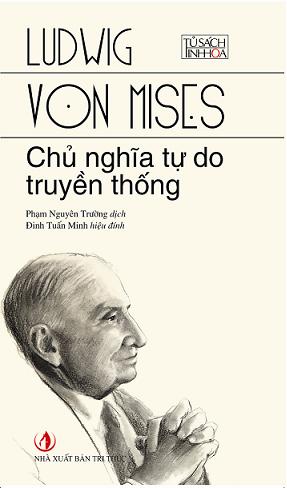 LUDWIG
TỦ SÁCH
TINH HOA
VON MISES
Chủ nghĩa tự do
truyền thống
Phạm Nguyên Trường dịch
Đinh Tuấn Minh hiệu đính
NHÀ XUẤT BẢN TRI THỨC